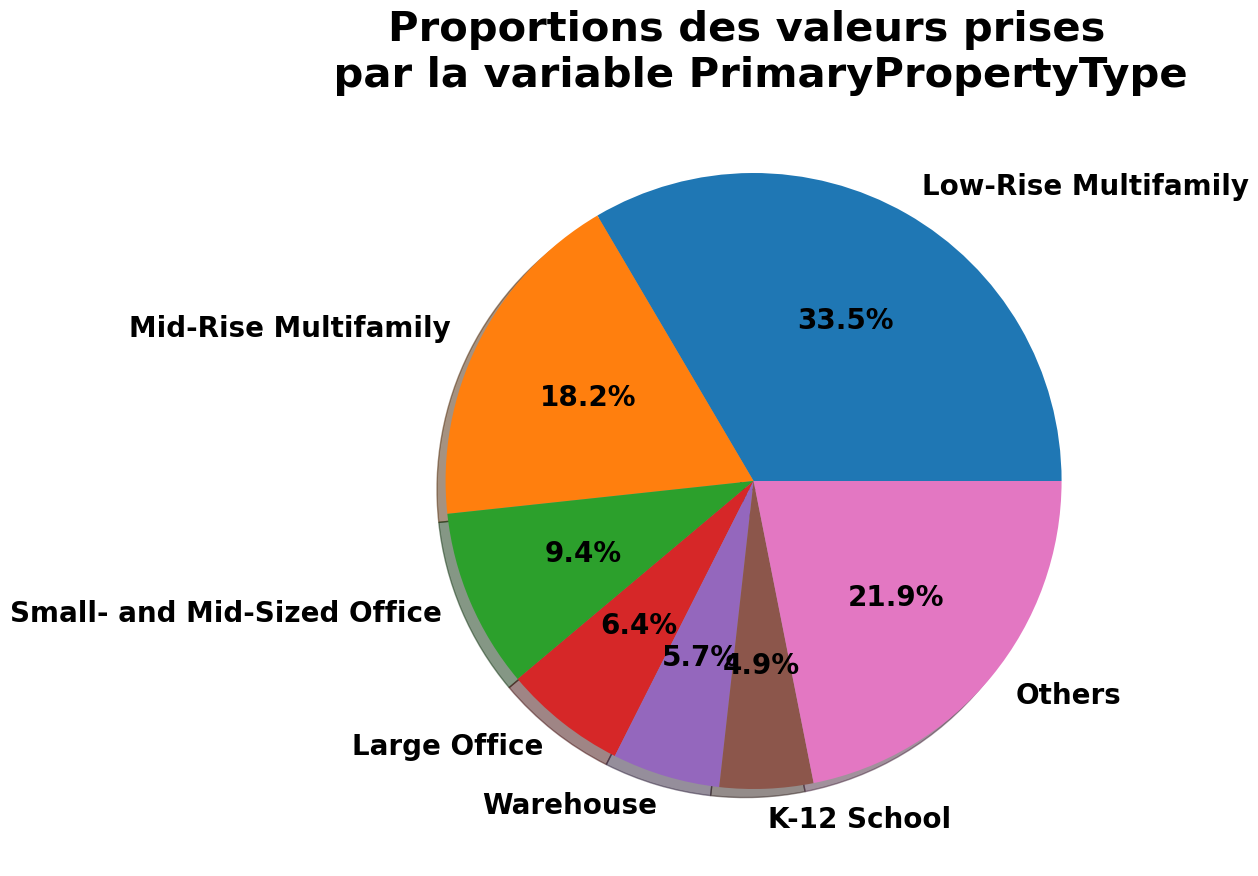 Proportions des valeurs prises
par la variable PrimaryPropertyType
Low-Rise Multifamily
33.5%
Mid-Rise Multifamily
18.2%
9.4%
Small- and Mid-Sized Office
6.4%
Large Office
5.7%
Warehouse
4.9%
K-12 School
21.9%
Others